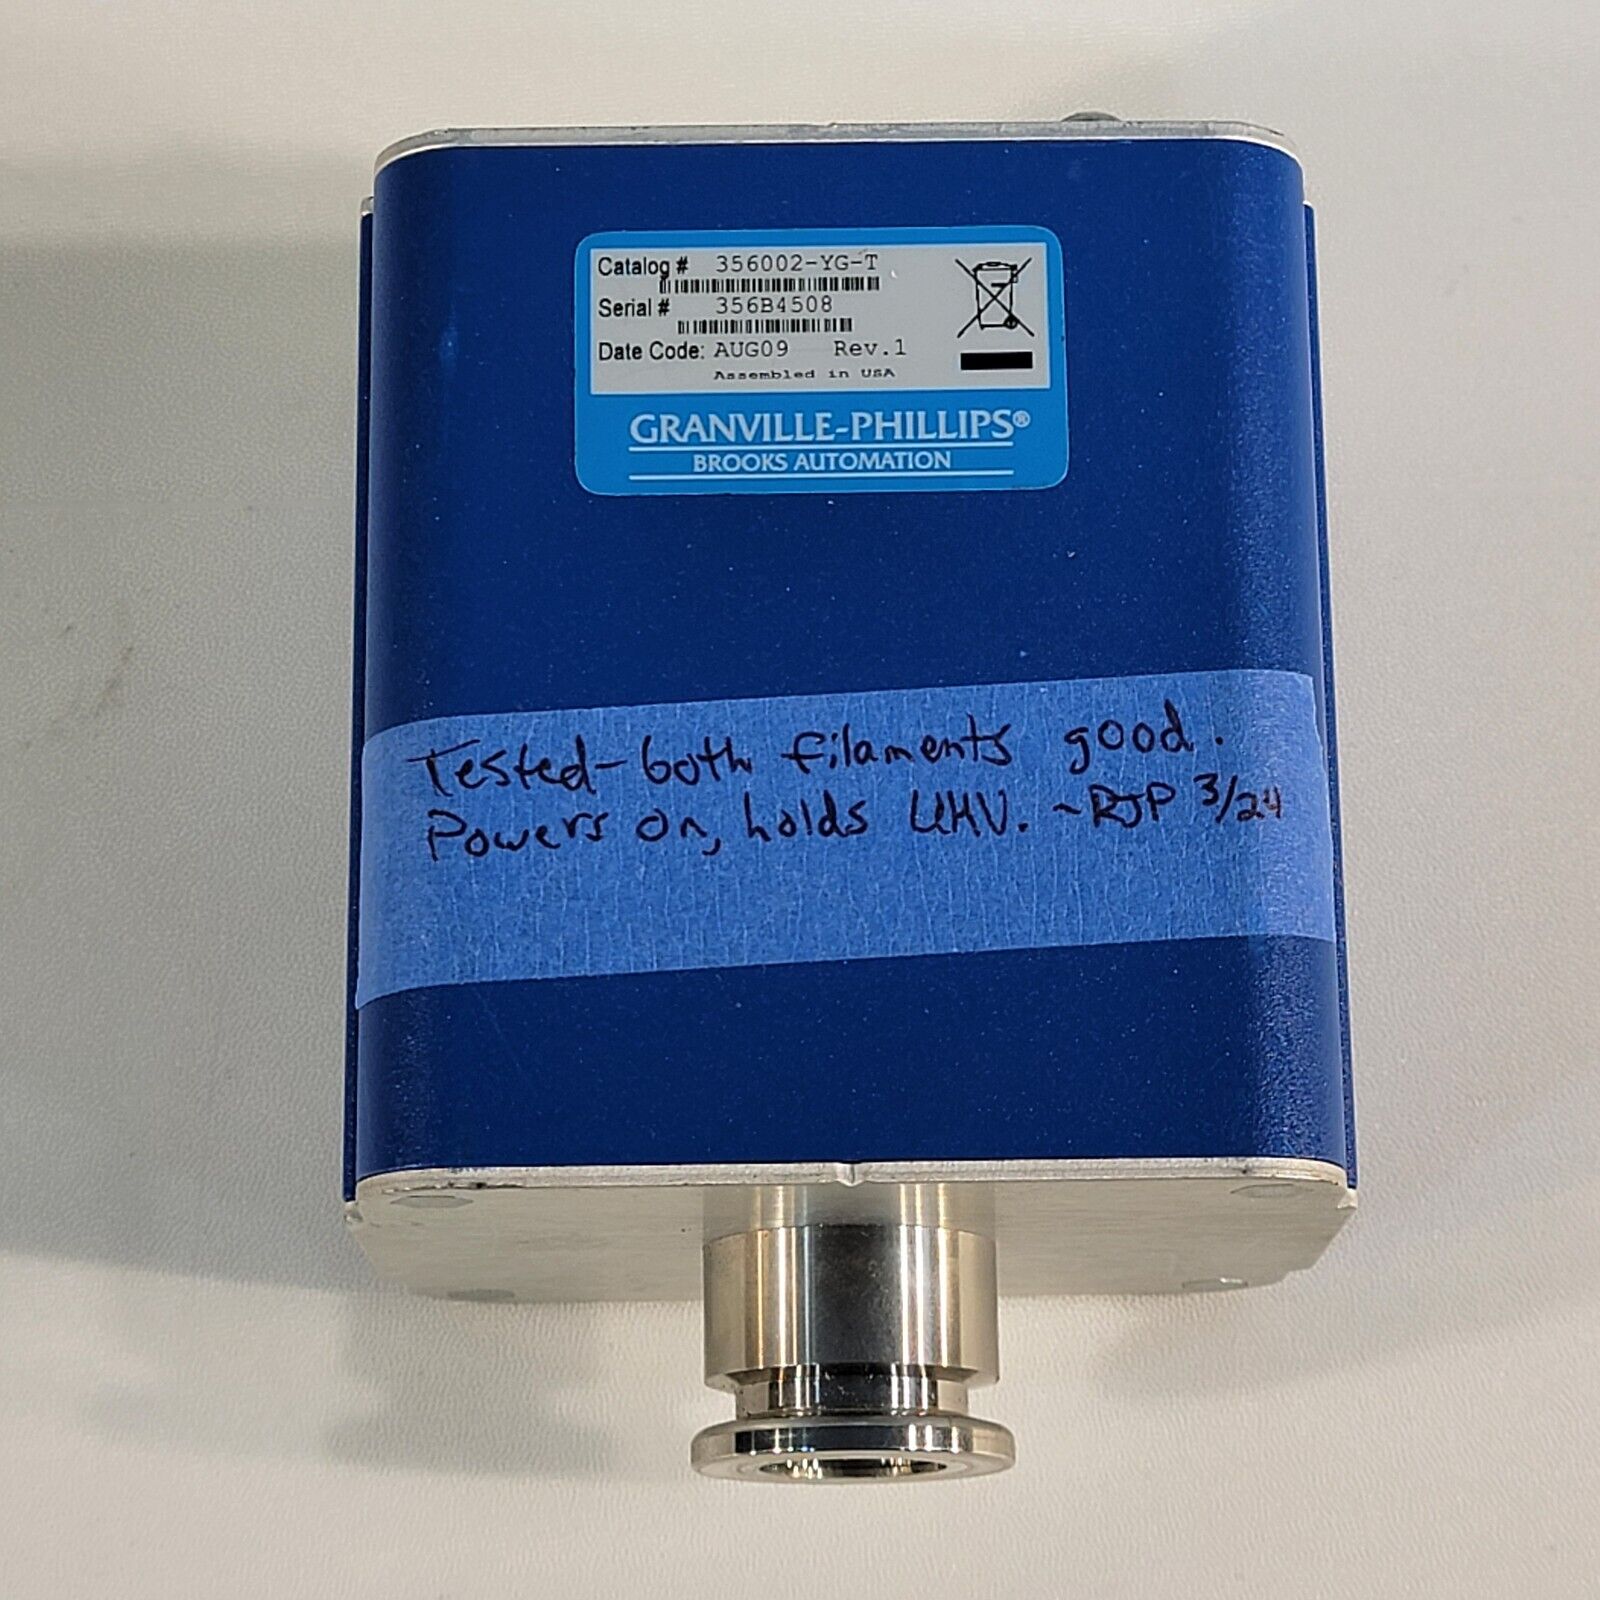 Catalog # 356002-YG-T
Serial # 356B4508
Date Code: AUG09 Rev.1
Assembled in USA
GRANVILLE-PHILLIPS®
BROOKS AUTOMATION
Tested - both filaments good.
Powers on, holds UHV. ~RJP 3/24